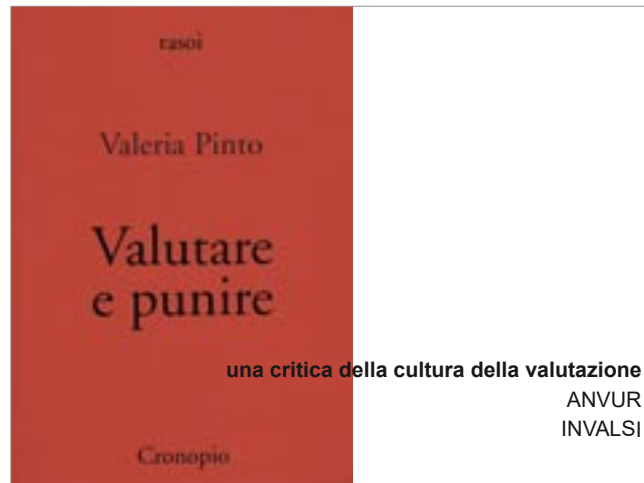 rasoi
Valeria Pinto
Valutare
e punire
una critica della cultura della valutazione
ANVUR
INVALSI
Cronopio